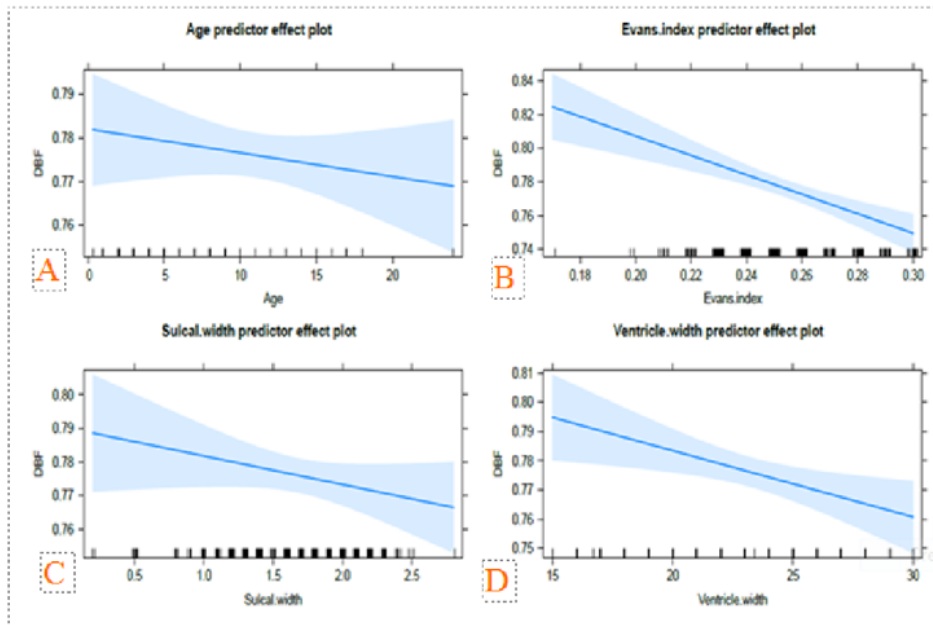 Age predictor effect plot
0.79
0.78
0.77
0.76
DBF
0 5 10 15 20
Age
A
Evans.index predictor effect plot
0.84
0.82
0.80
0.78
0.76
0.74
DBF
0.18 0.20 0.22 0.24 0.26 0.28 0.30
Evans.index
B
Sulcal.width predictor effect plot
0.80
0.79
0.78
0.77
0.76
DBF
0.5 1.0 1.5 2.0 2.5
Sulcal.width
C
Ventricle.width predictor effect plot
0.81
0.80
0.79
0.78
0.77
0.76
0.75
DBF
15 20 25 30
Ventricle.width
D